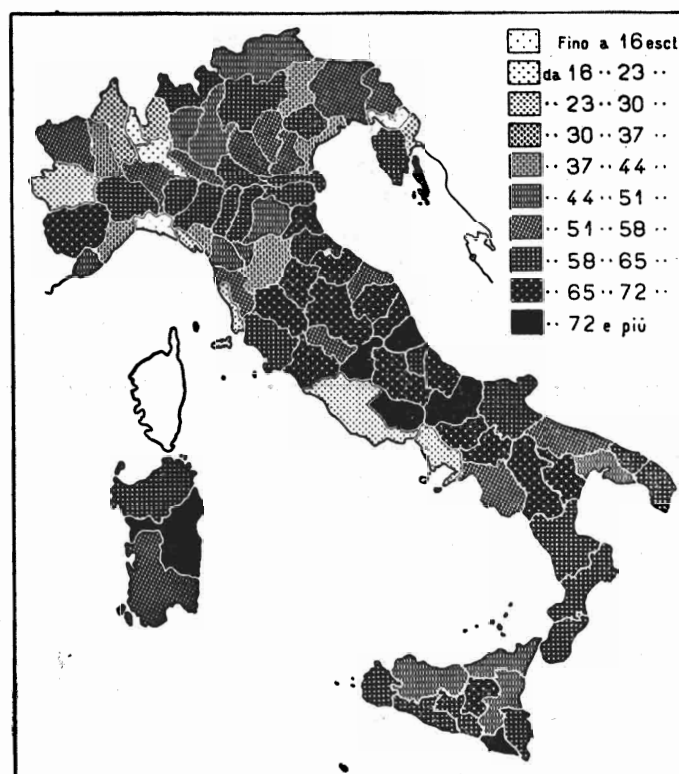 Fino a 16 escl
da 16 ·· 23 ··
·· 23 ·· 30 ··
·· 30 ·· 37 ··
·· 37 ·· 44 ··
·· 44 ·· 51 ··
·· 51 ·· 58 ··
·· 58 ·· 65 ··
·· 65 ·· 72 ··
·· 72 e più